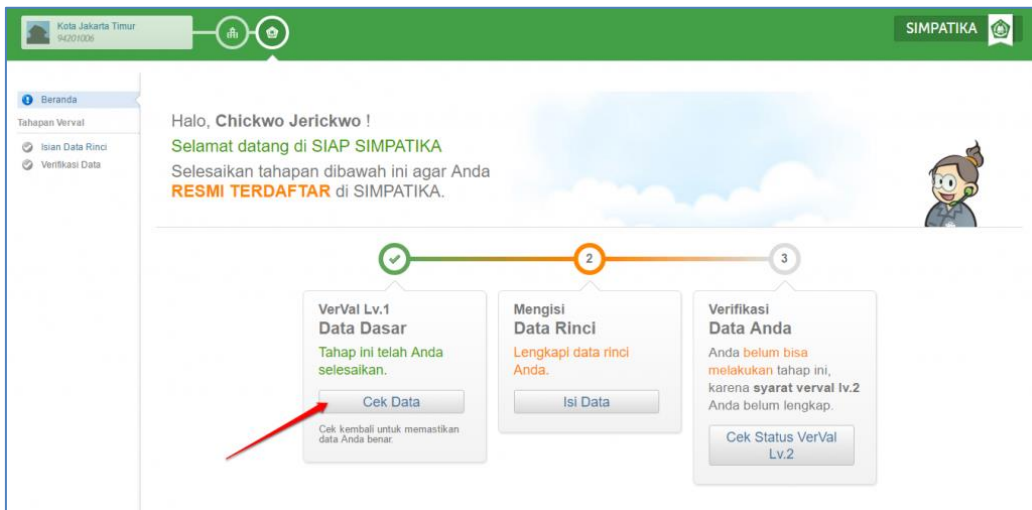 Kota Jakarta Timur
94201006
SIMPATIKA
Beranda
Tahapan Verval
Isian Data Rinci
Verifikasi Data
Halo, Chickwo Jerickwo !
Selamat datang di SIAP SIMPATIKA
Selesaikan tahapan dibawah ini agar Anda
RESMI TERDAFTAR di SIMPATIKA.
2
3
VerVal Lv.1
Data Dasar
Tahap ini telah Anda
selesaikan.
Cek Data
Cek kembali untuk memastikan
data Anda benar.
Mengisi
Data Rinci
Lengkapi data rinci
Anda.
Isi Data
Verifikasi
Data Anda
Anda belum bisa
melakukan tahap ini,
karena syarat verval lv.2
Anda belum lengkap.
Cek Status VerVal
Lv.2